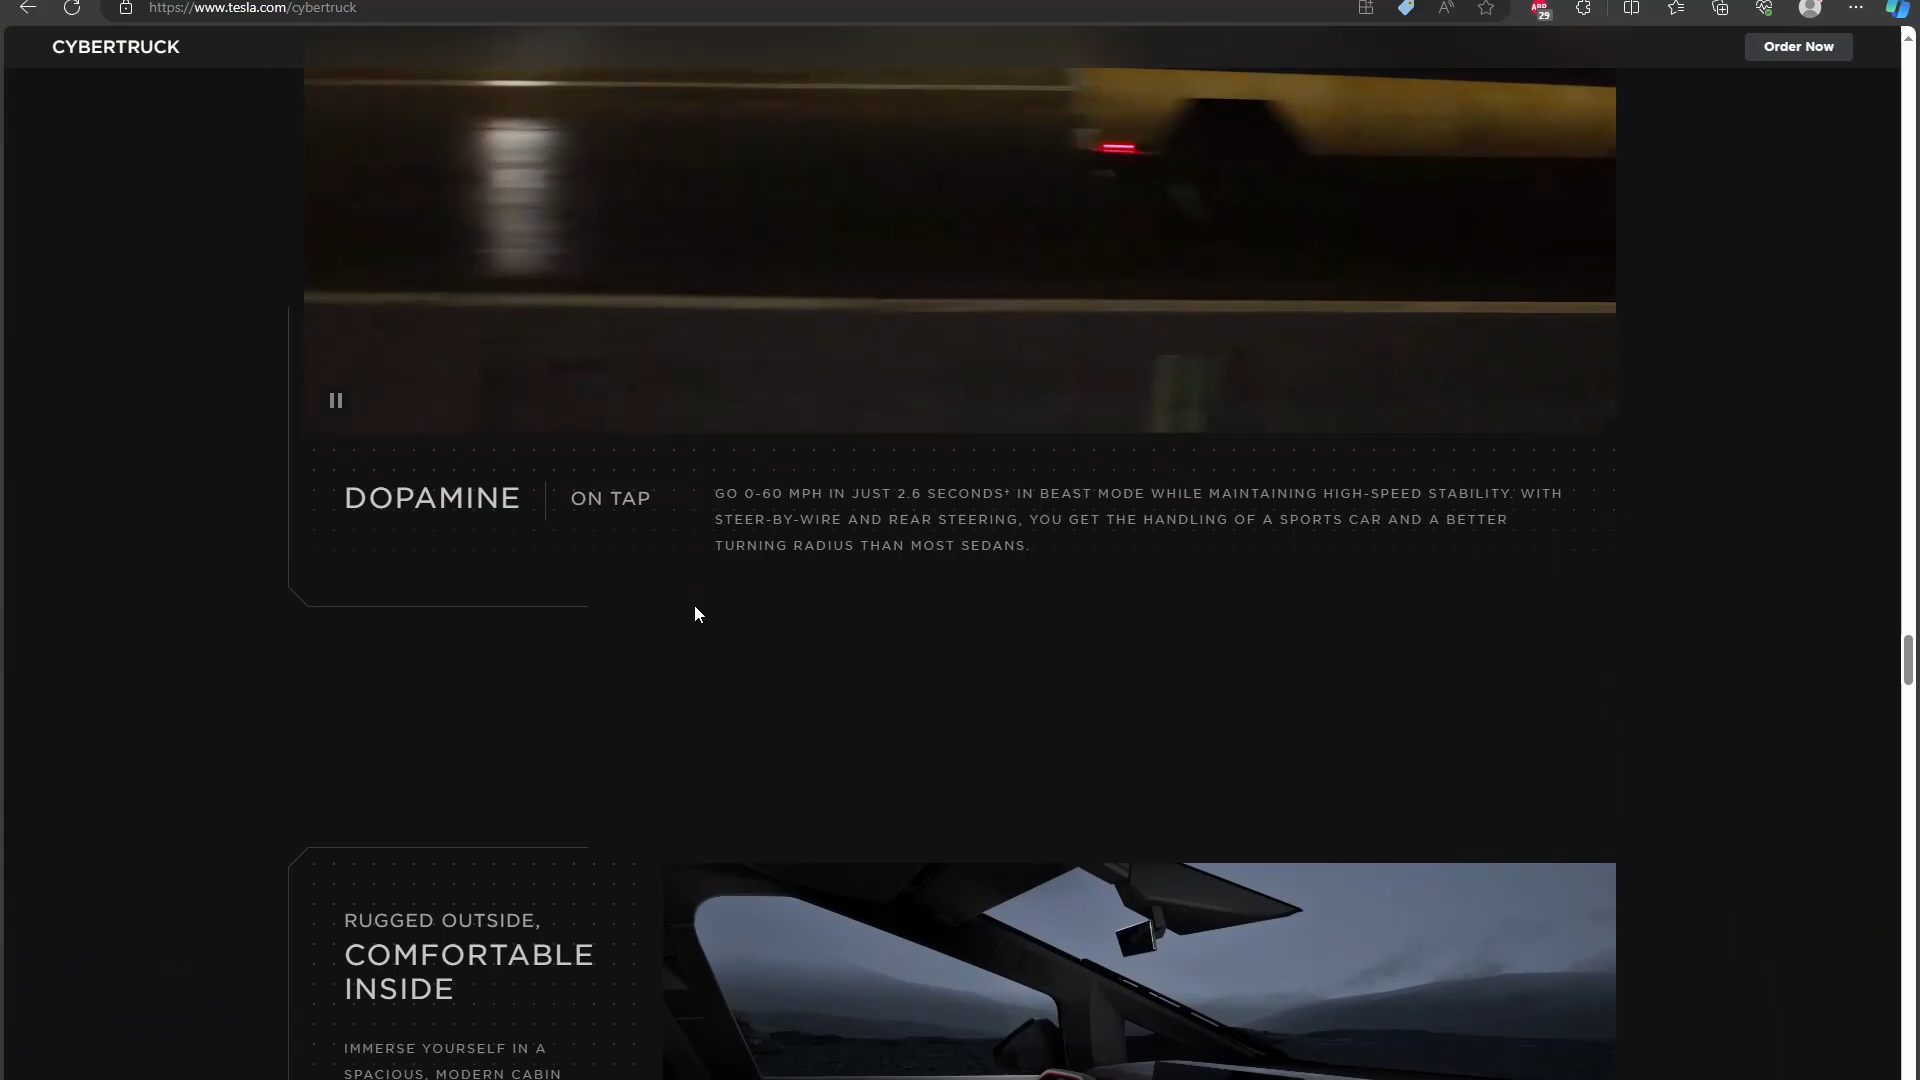 https://www.tesla.com/cybertruck
ABP
29
CYBERTRUCK
Order Now
DOPAMINE
ON TAP
GO 0-60 MPH IN JUST 2.6 SECONDS† IN BEAST MODE WHILE MAINTAINING HIGH-SPEED STABILITY. WITH
STEER-BY-WIRE AND REAR STEERING, YOU GET THE HANDLING OF A SPORTS CAR AND A BETTER
TURNING RADIUS THAN MOST SEDANS.
RUGGED OUTSIDE,
COMFORTABLE
INSIDE
IMMERSE YOURSELF IN A
SPACIOUS, MODERN CABIN